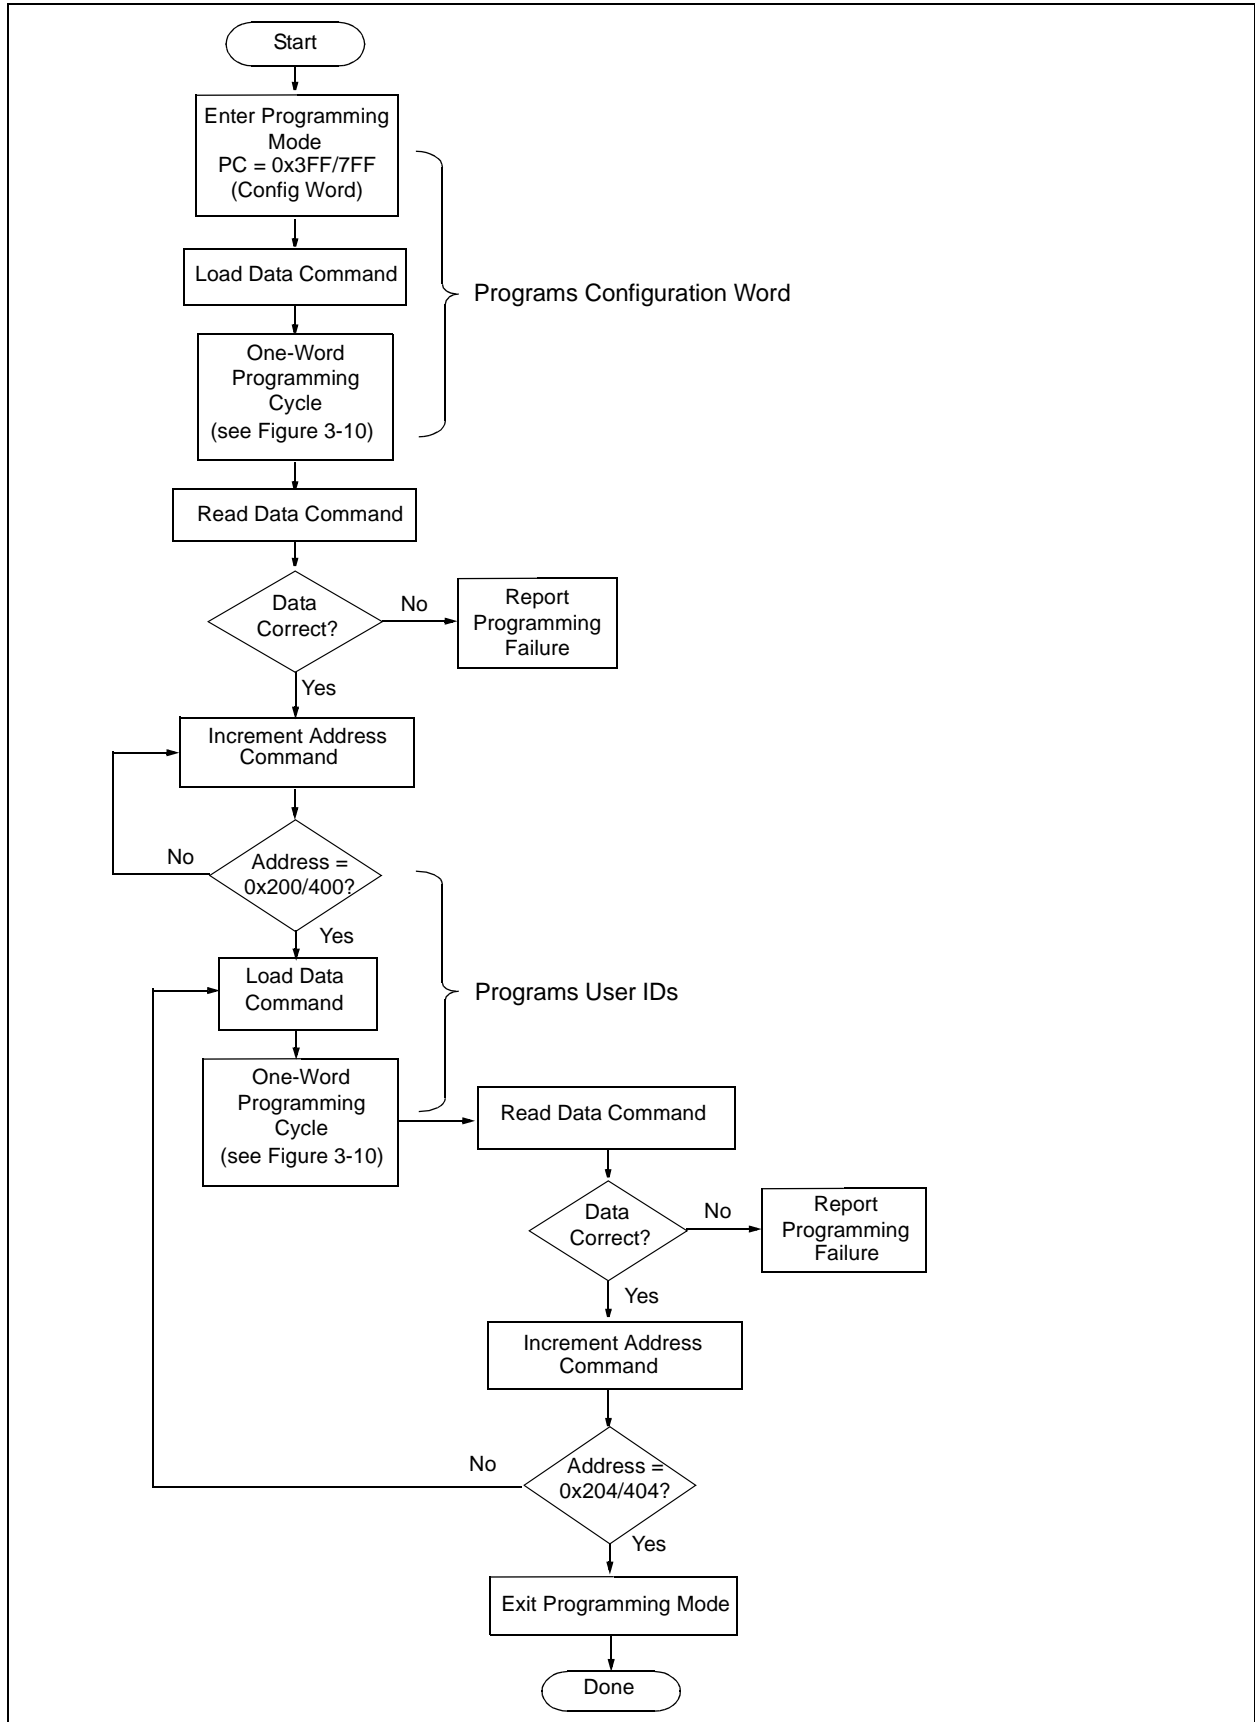 Start
Enter Programming
Mode
PC = 0x3FF/7FF
(Config Word)
Load Data Command
Programs Configuration Word
One-Word
Programming
Cycle
(see Figure 3-10)
Read Data Command
Data
Correct?
No
Report
Programming
Failure
Yes
Increment Address
Command
No
Address =
0x200/400?
Yes
Load Data
Command
Programs User IDs
One-Word
Programming
Cycle
(see Figure 3-10)
Read Data Command
Data
Correct?
No
Report
Programming
Failure
Yes
Increment Address
Command
No
Address =
0x204/404?
Yes
Exit Programming Mode
Done